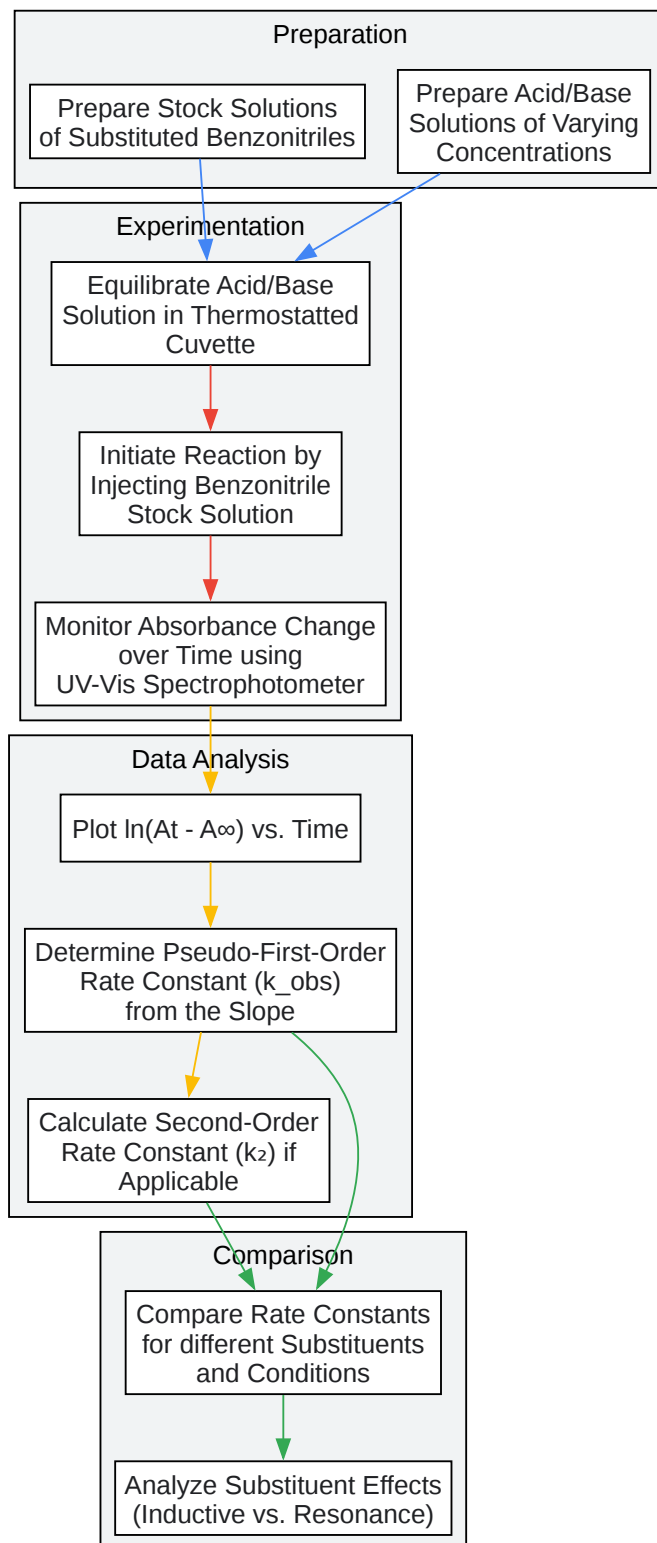 Preparation
Prepare Stock Solutions
of Substituted Benzonitriles
Prepare Acid/Base
Solutions of Varying
Concentrations
Experimentation
Equilibrate Acid/Base
Solution in Thermostatted
Cuvette
Initiate Reaction by
Injecting Benzonitrile
Stock Solution
Monitor Absorbance Change
over Time using
UV-Vis Spectrophotometer
Data Analysis
Plot ln(At - A∞) vs. Time
Determine Pseudo-First-Order
Rate Constant (k_obs)
from the Slope
Calculate Second-Order
Rate Constant (k₂) if
Applicable
Comparison
Compare Rate Constants
for different Substituents
and Conditions
Analyze Substituent Effects
(Inductive vs. Resonance)